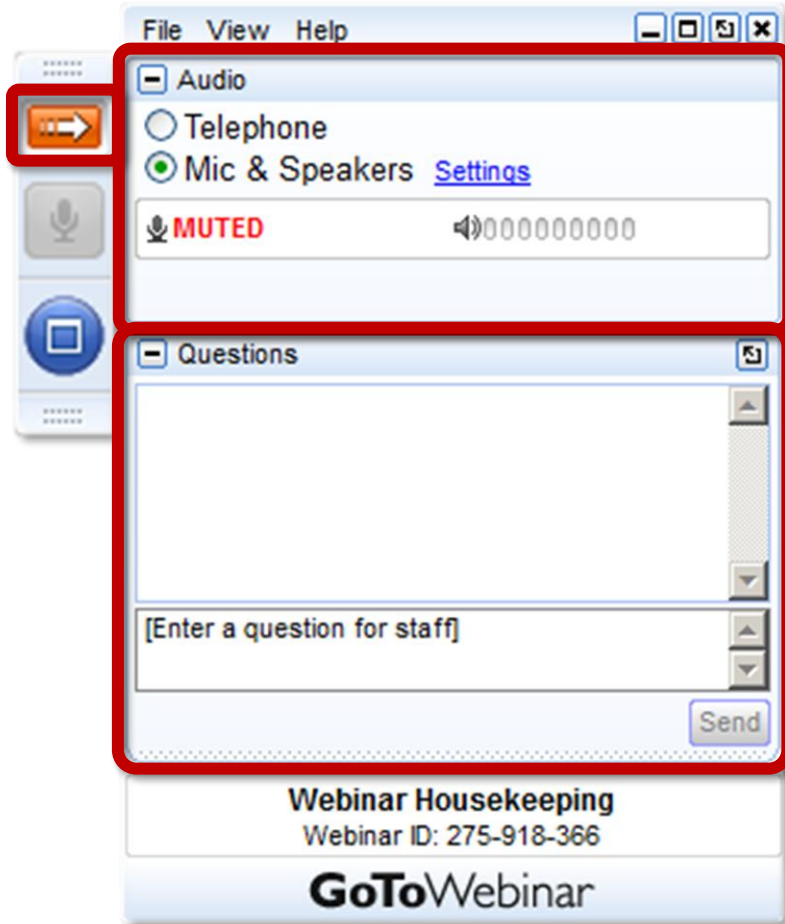 File View Help
Audio
Telephone
Mic & Speakers Settings
MUTED
Questions
[Enter a question for staff]
Send
Webinar Housekeeping
Webinar ID: 275-918-366
GoToWebinar